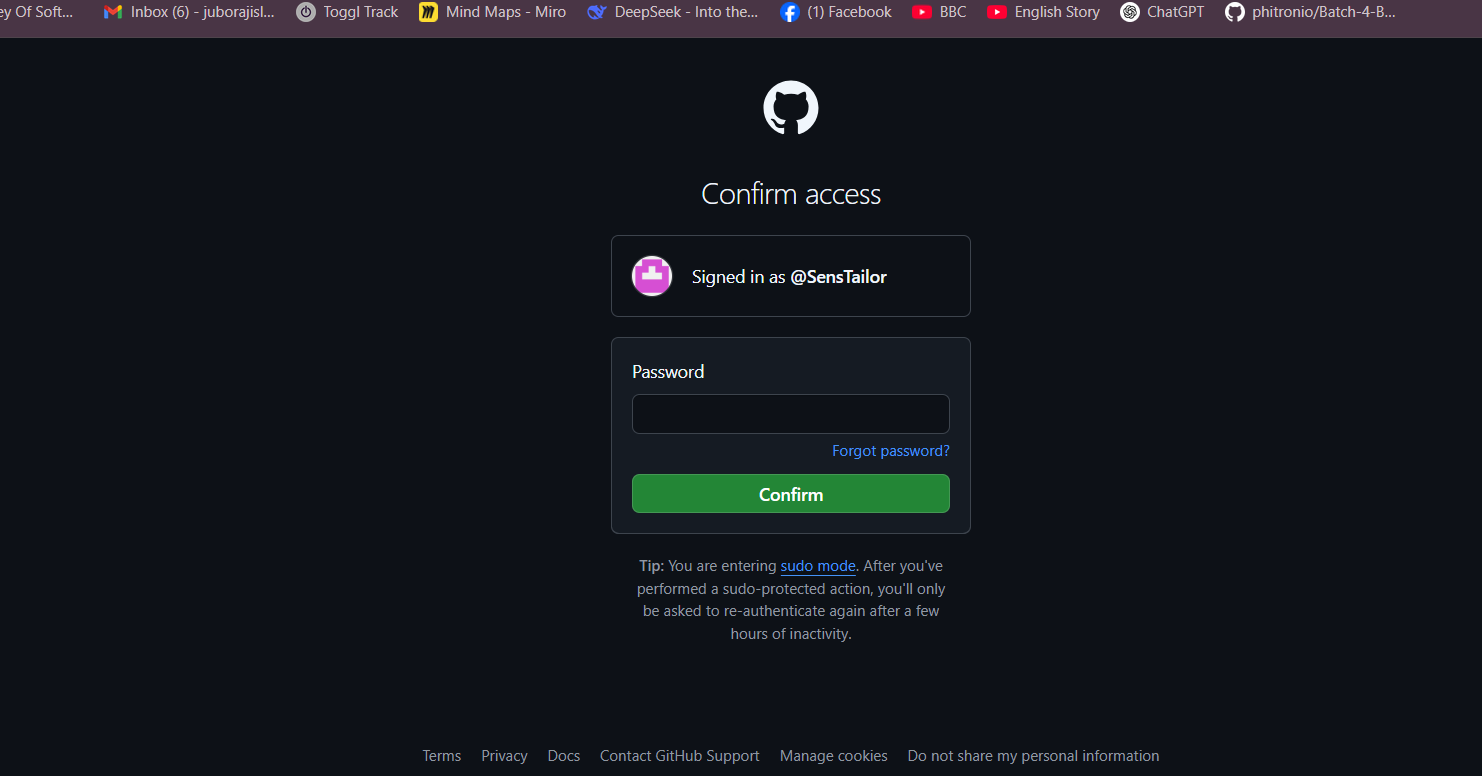 ey Of Soft... Inbox (6) - juborajisl... Toggl Track Mind Maps - Miro DeepSeek - Into the... (1) Facebook BBC English Story ChatGPT phitronio/Batch-4-B...
Confirm access
Signed in as @SensTailor
Password
Forgot password?
Confirm
Tip: You are entering sudo mode. After you've
performed a sudo-protected action, you'll only
be asked to re-authenticate again after a few
hours of inactivity.
Terms Privacy Docs Contact GitHub Support Manage cookies Do not share my personal information